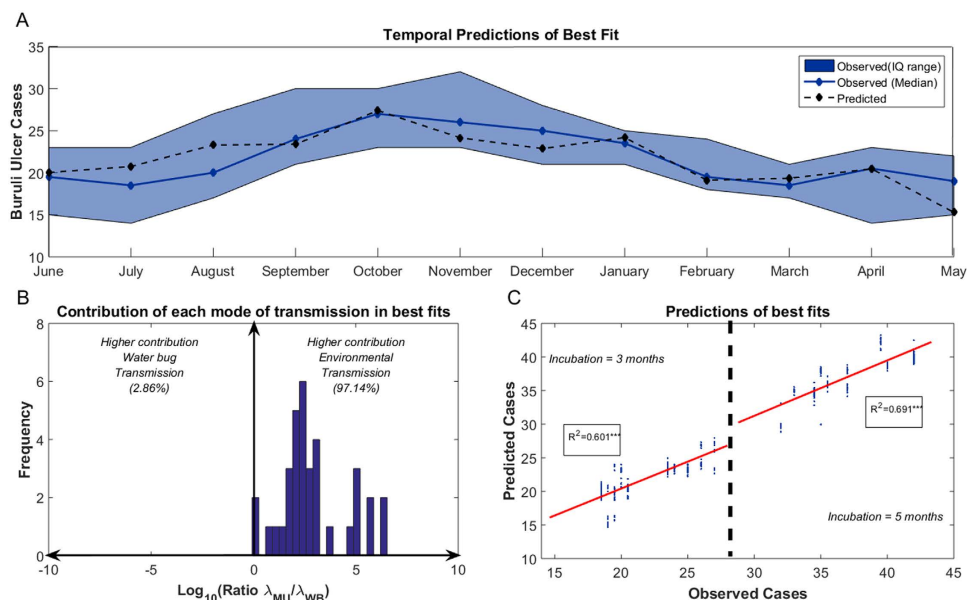 A
Temporal Predictions of Best Fit
35
30
25
20
15
10
Buruli Ulcer Cases
Observed(IQ range)
Observed (Median)
Predicted
June July August September October November December January February March April May
B
Contribution of each mode of transmission in best fits
8
6
4
2
0
Frequency
Higher contribution
Water bug
Transmission
(2.86%)
Higher contribution
Environmental
Transmission
(97.14%)
-10 -5 0 5 10
Log10(Ratio λMU/λWB)
C
Predictions of best fits
45
40
35
30
25
20
15
10
Predicted Cases
Incubation = 3 months
R2=0.601***
R2=0.691***
Incubation = 5 months
15 20 25 30 35 40 45
Observed Cases